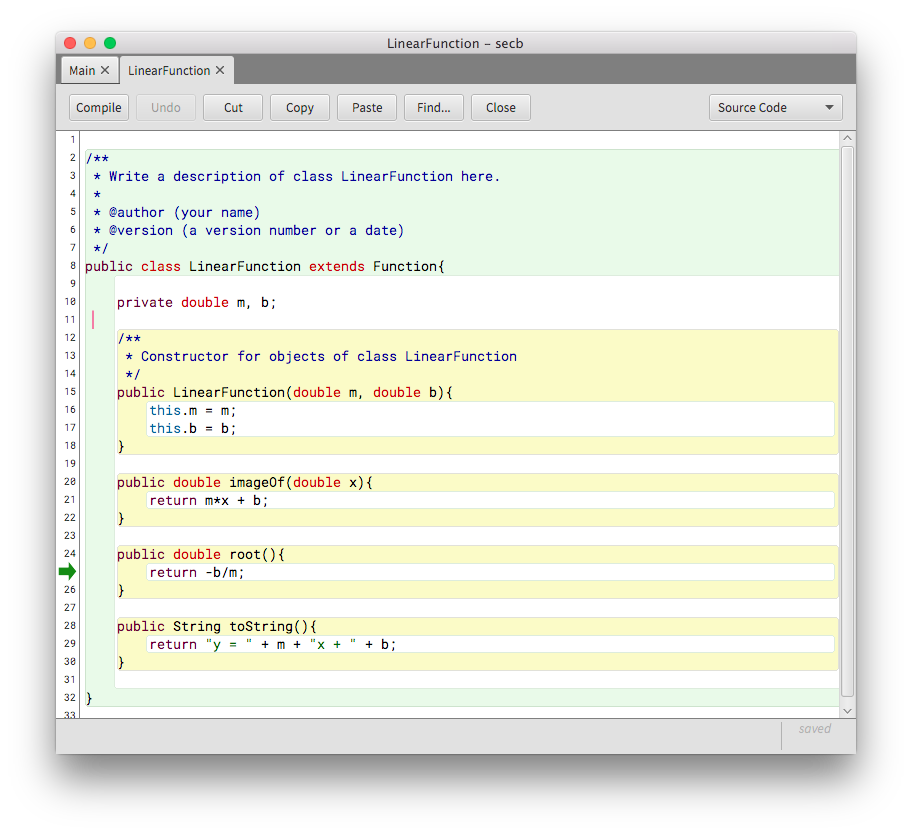 LinearFunction – secb
Main ✕ LinearFunction ✕
Compile Undo Cut Copy Paste Find... Close Source Code
1
2 /**
3  * Write a description of class LinearFunction here.
4  *
5  * @author (your name)
6  * @version (a version number or a date)
7  */
8 public class LinearFunction extends Function{
9
10     private double m, b;
11
12     /**
13      * Constructor for objects of class LinearFunction
14      */
15     public LinearFunction(double m, double b){
16         this.m = m;
17         this.b = b;
18     }
19
20     public double imageOf(double x){
21         return m*x + b;
22     }
23
24     public double root(){
        return -b/m;
26     }
27
28     public String toString(){
29         return "y = " + m + "x + " + b;
30     }
31
32 }
33
saved